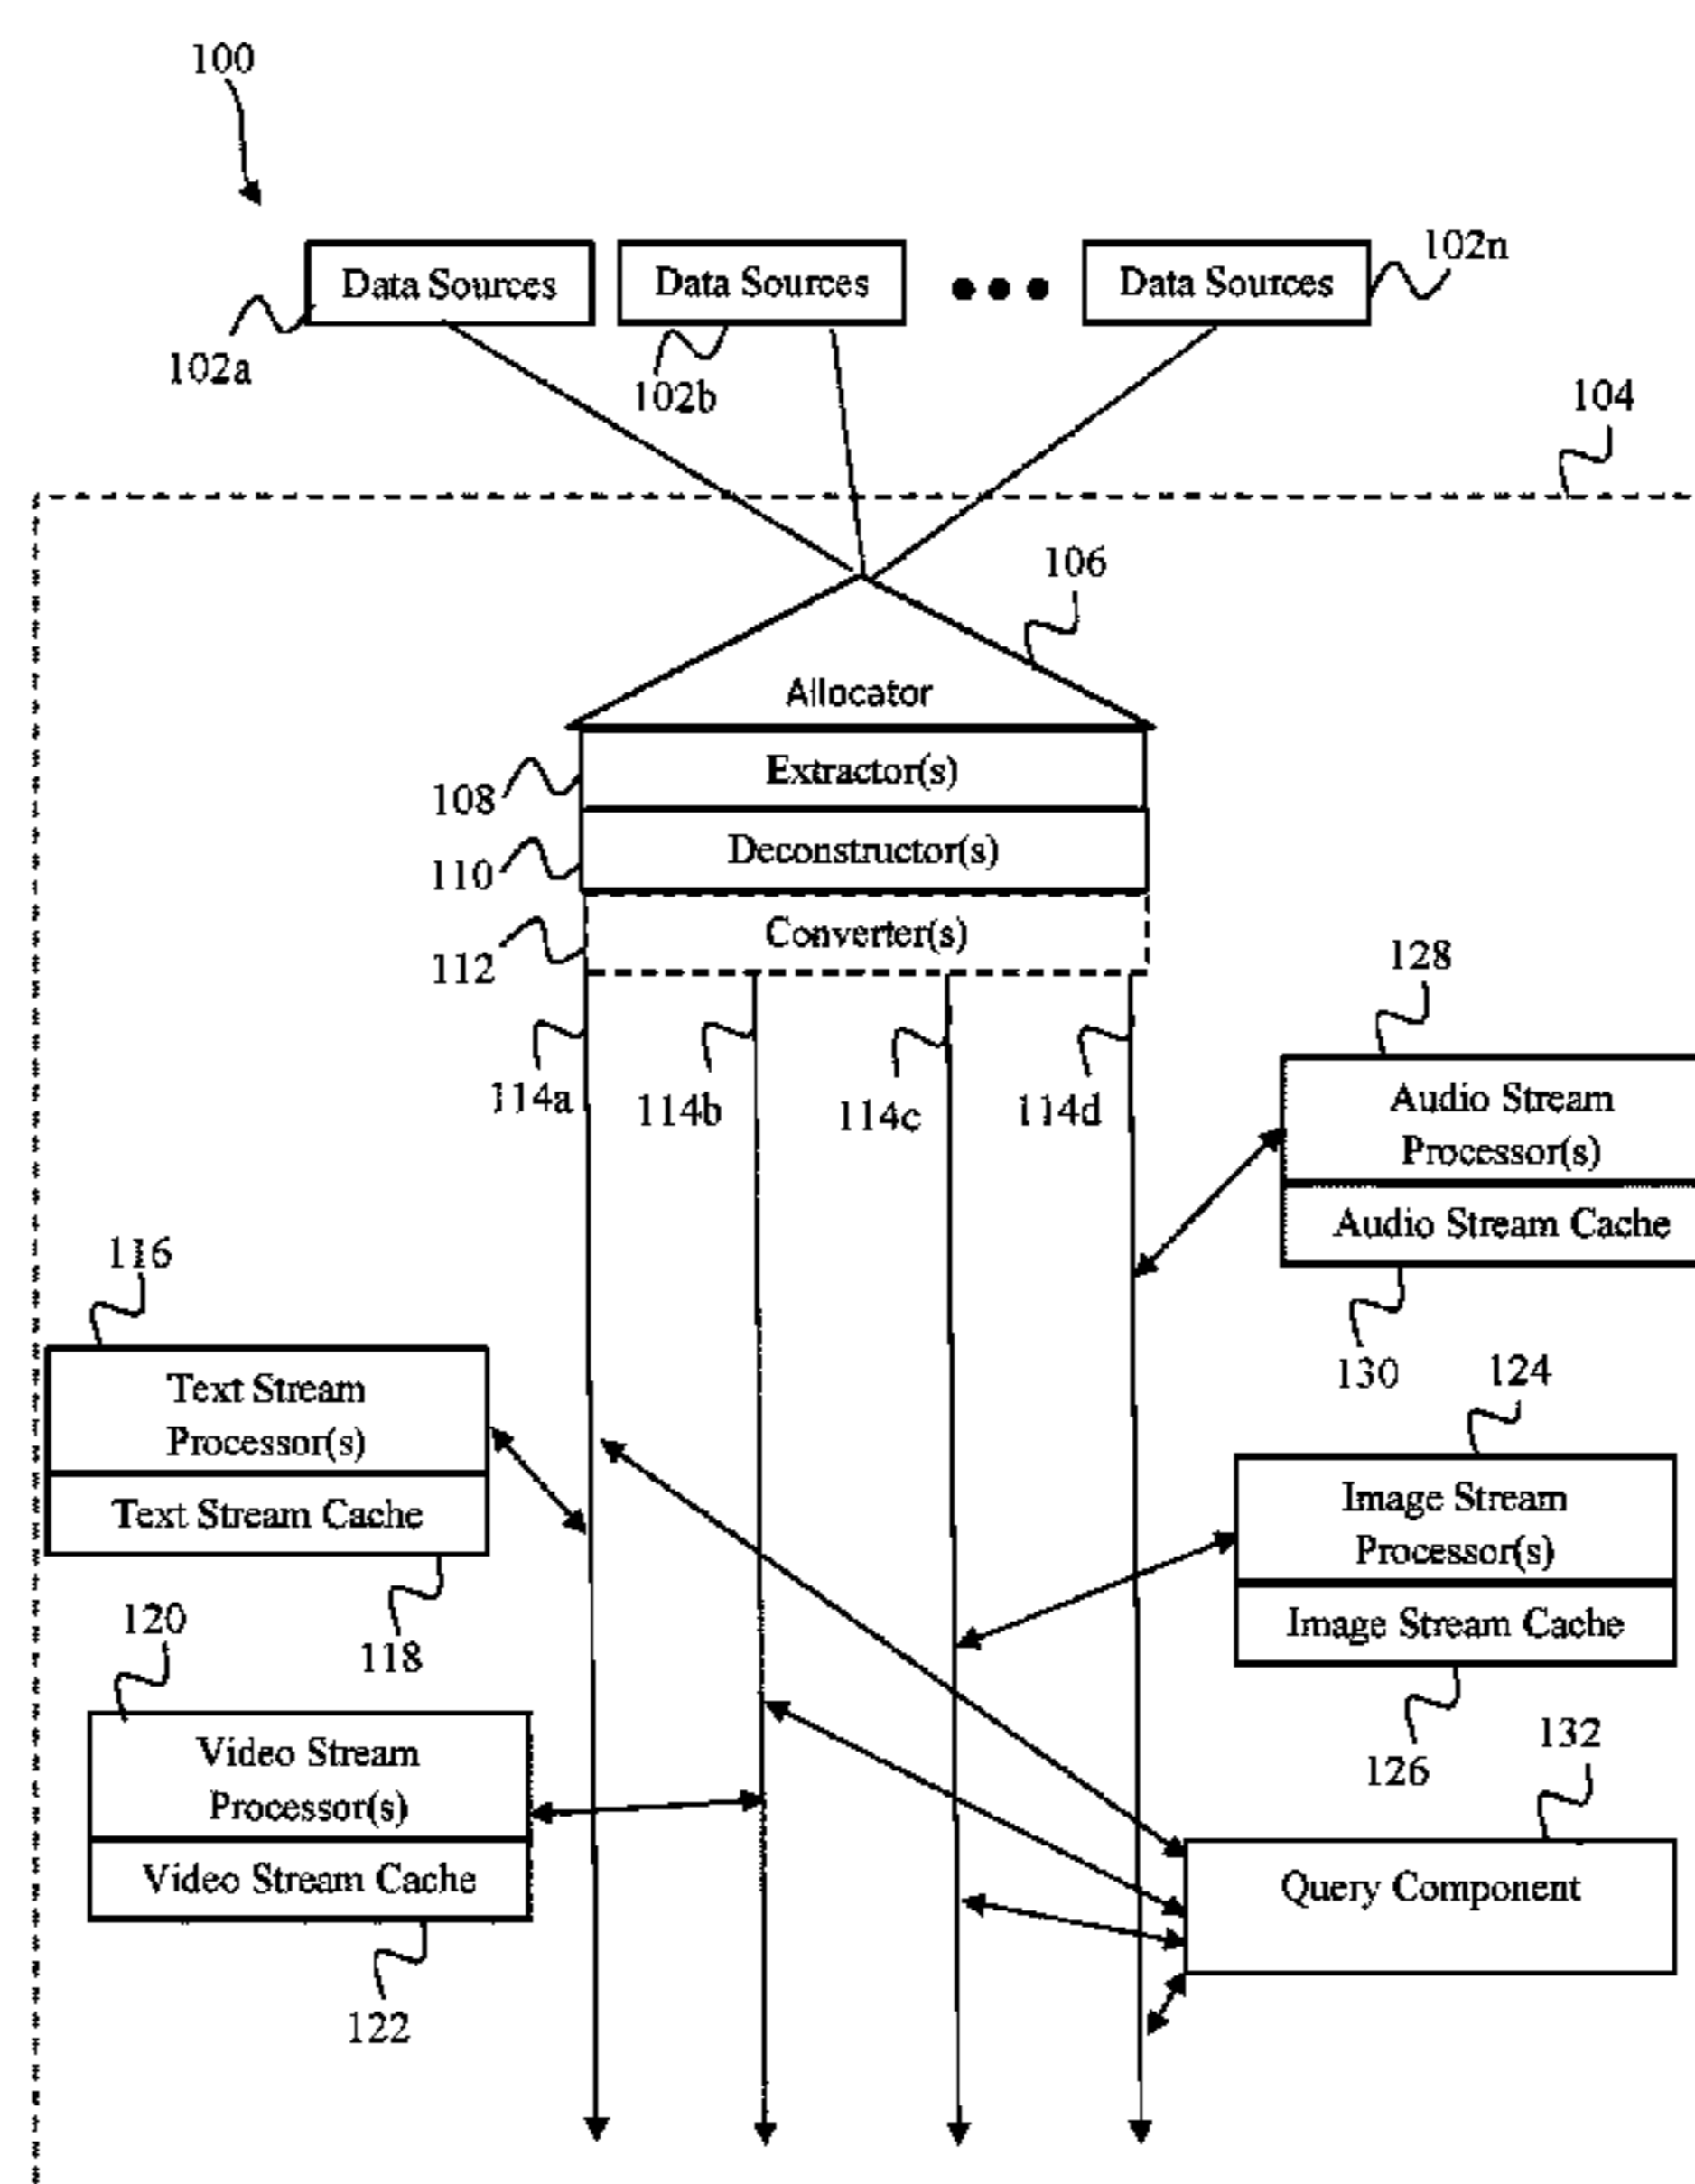 100
Data Sources
Data Sources
Data Sources
102n
102a
102b
104
106
Allocator
Extractor(s)
108
Deconstructor(s)
110
Converter(s)
112
128
114a
114b
114c
114d
Audio Stream
Processor(s)
Audio Stream Cache
116
130
124
Text Stream
Processor(s)
Text Stream Cache
Image Stream
Processor(s)
Image Stream Cache
120
118
132
126
Video Stream
Processor(s)
Video Stream Cache
Query Component
122